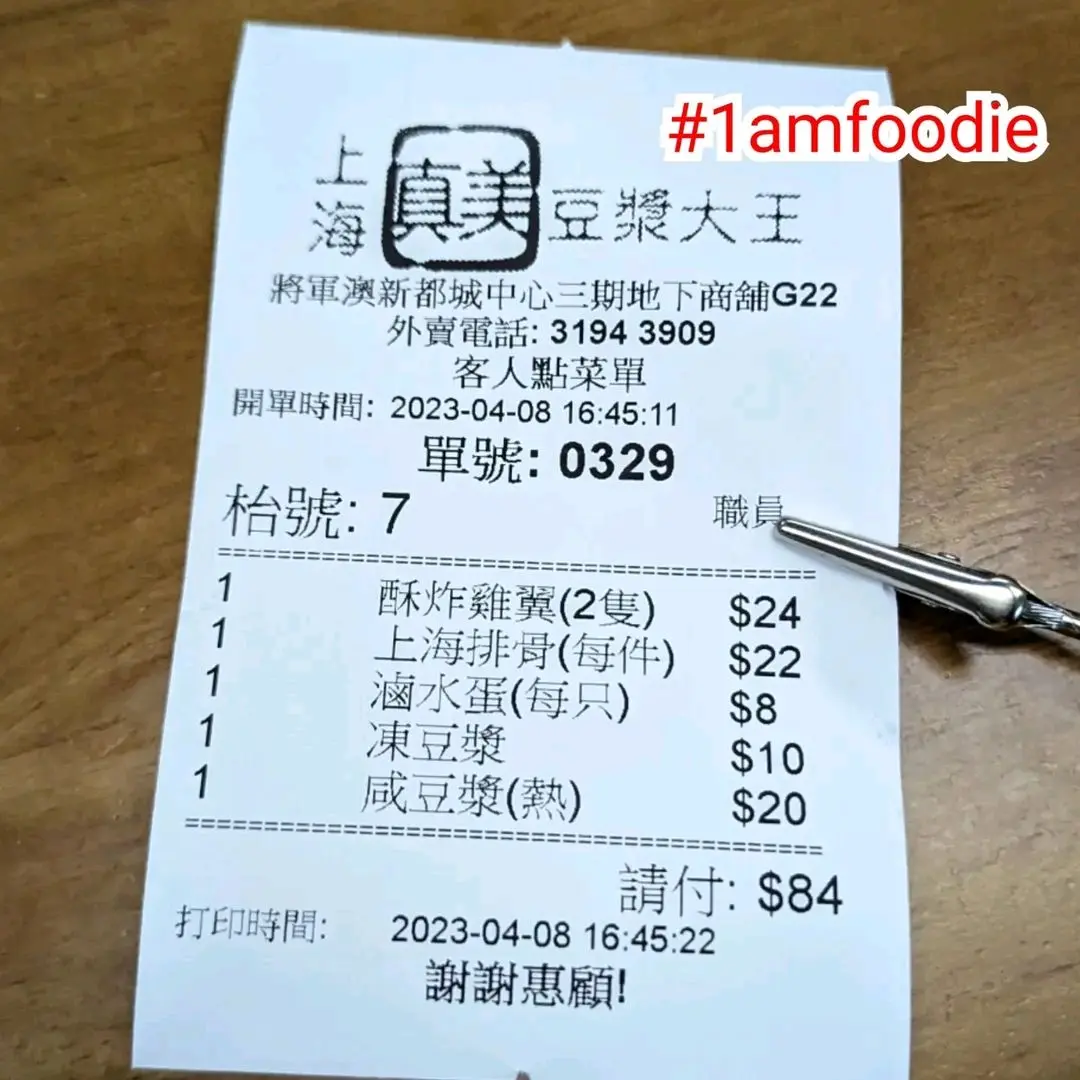 #1amfoodie
上海真美豆漿大王
將軍澳新都城中心三期地下商舖G22
外賣電話: 3194 3909
客人點菜單
開單時間: 2023-04-08 16:45:11
單號: 0329
枱號: 7 職員
1 酥炸雞翼(2隻) $24
1 上海排骨(每件) $22
1 滷水蛋(每只) $8
1 凍豆漿 $10
1 咸豆漿(熱) $20
請付: $84
打印時間: 2023-04-08 16:45:22
謝謝惠顧!